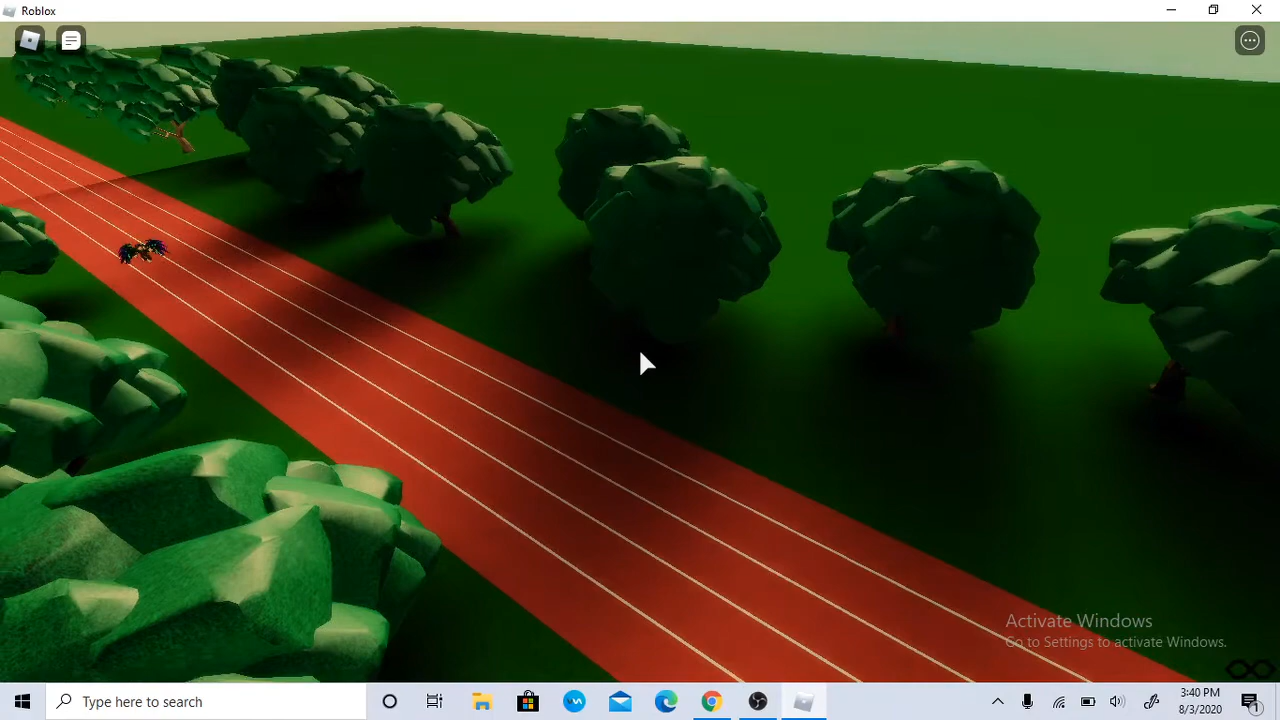 Roblox
Activate Windows
Go to Settings to activate Windows.
Type here to search
3:40 PM
8/3/2020
1